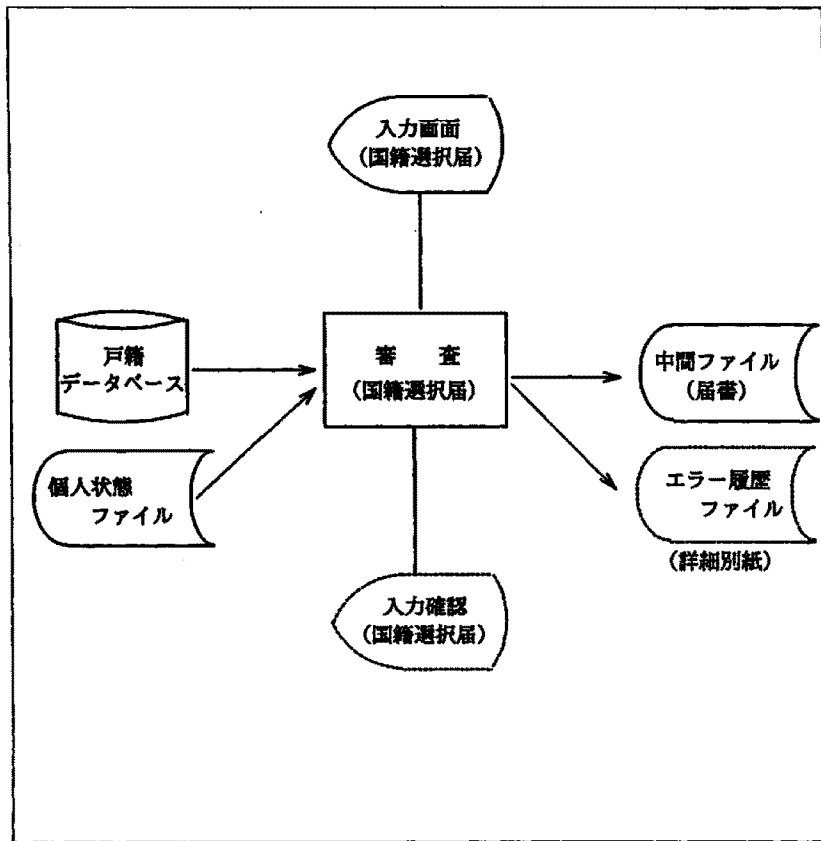 入力画面
（国籍選択届）
戸籍
データベース
審　査
（国籍選択届）
中間ファイル
（届書）
個人状態
ファイル
エラー履歴
ファイル
（詳細別紙）
入力確認
（国籍選択届）